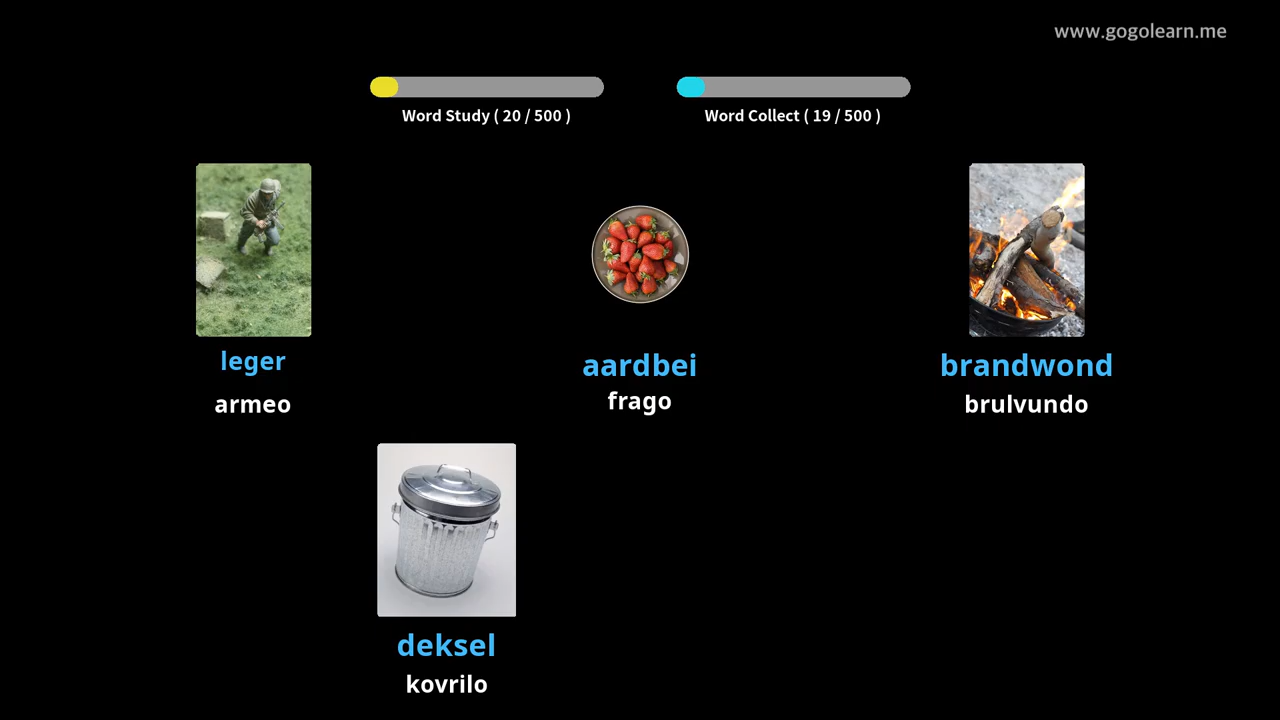 www.gogolearn.me
Word Study ( 20 / 500 )
Word Collect ( 19 / 500 )
leger
armeo
aardbei
frago
brandwond
brulvundo
deksel
kovrilo